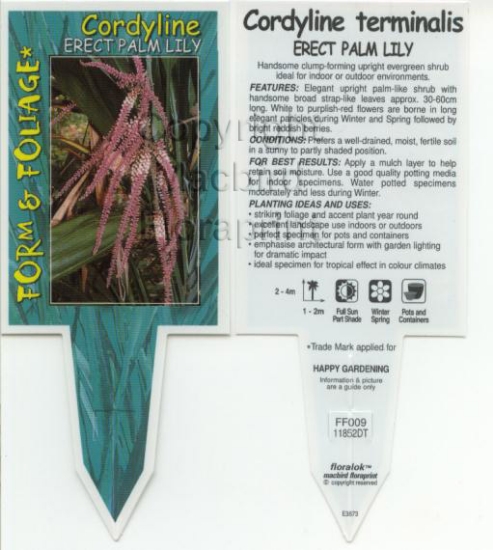 Cordyline
ERECT PALM LILY
FORM & FOLIAGE*
Copyright
macbird
Floraprint
Cordyline terminalis
ERECT PALM LILY
Handsome clump-forming upright evergreen shrub
ideal for indoor or outdoor environments.
FEATURES: Elegant upright palm-like shrub with
handsome broad strap-like leaves approx. 30-60cm
long. White to purplish-red flowers are borne in long
elegant panicles during Winter and Spring followed by
bright reddish berries.
CONDITIONS: Prefers a well-drained, moist, fertile soil
in a sunny to partly shaded position.
FOR BEST RESULTS: Apply a mulch layer to help
retain soil moisture. Use a good quality potting media
for indoor specimens. Water potted specimens
moderately and less during Winter.
PLANTING IDEAS AND USES:
• striking foliage and accent plant year round
• excellent landscape use indoors or outdoors
• perfect specimen for pots and containers
• emphasise architectural form with garden lighting
for dramatic impact
• ideal specimen for tropical effect in colour climates
2 - 4m
1 - 2m
Full Sun
Part Shade
Winter
Spring
Pots and
Containers
*Trade Mark applied for
HAPPY GARDENING
Information & picture
are a guide only
FF009
11852DT
floralok™
macbird floraprint
© copyright reserved